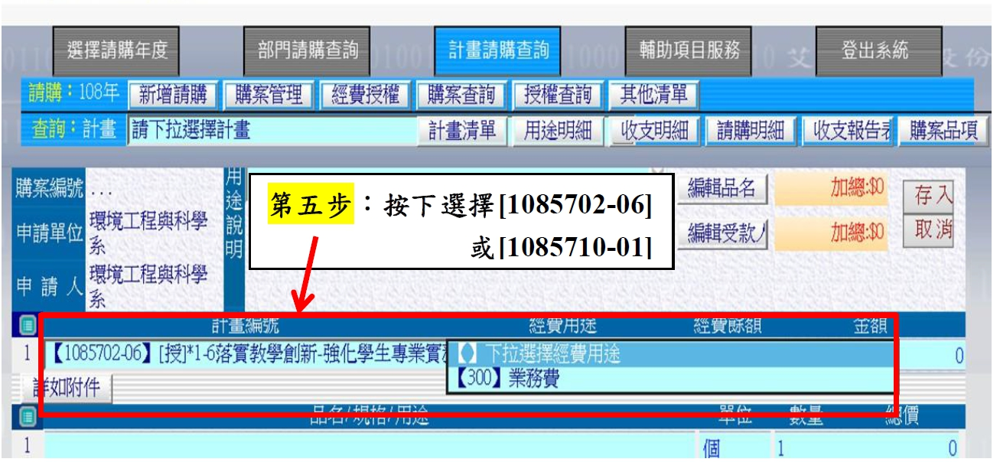 選擇請購年度 部門請購查詢 計畫請購查詢 輔助項目服務 登出系統
請購：108年 新增請購 購案管理 經費授權 購案查詢 授權查詢 其他清單
查詢：計畫 請下拉選擇計畫 計畫清單 用途明細 收支明細 請購明細 收支報告表 購案品項
購案編號 ...
申請單位 環境工程與科學系
申請人 環境工程與科學系
用途說明
第五步：按下選擇[1085702-06]
或[1085710-01]
編輯品名 加總:$0 存入
編輯受款人 加總:$0 取消
計畫編號 經費用途 經費餘額 金額
1 【1085702-06】[授]*1-6落實教學創新-強化學生專業實 【】下拉選擇經費用途 0
【300】業務費
詳如附件
品名/規格/用途 單位 數量 總價
1 個 1 0